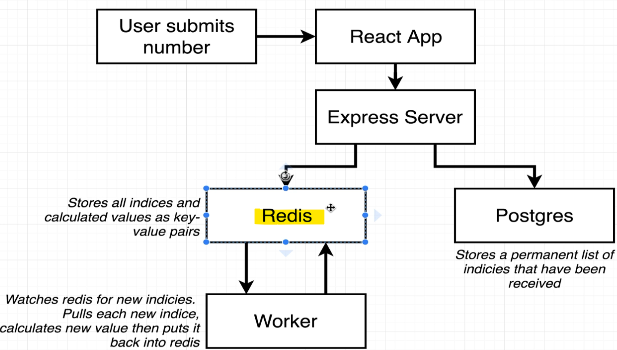 User submits
number
React App
Express Server
Stores all indices and
calculated values as key-
value pairs
Redis
Postgres
Stores a permanent list of
indicies that have been
received
Watches redis for new indicies.
Pulls each new indice,
calculates new value then puts it
back into redis
Worker